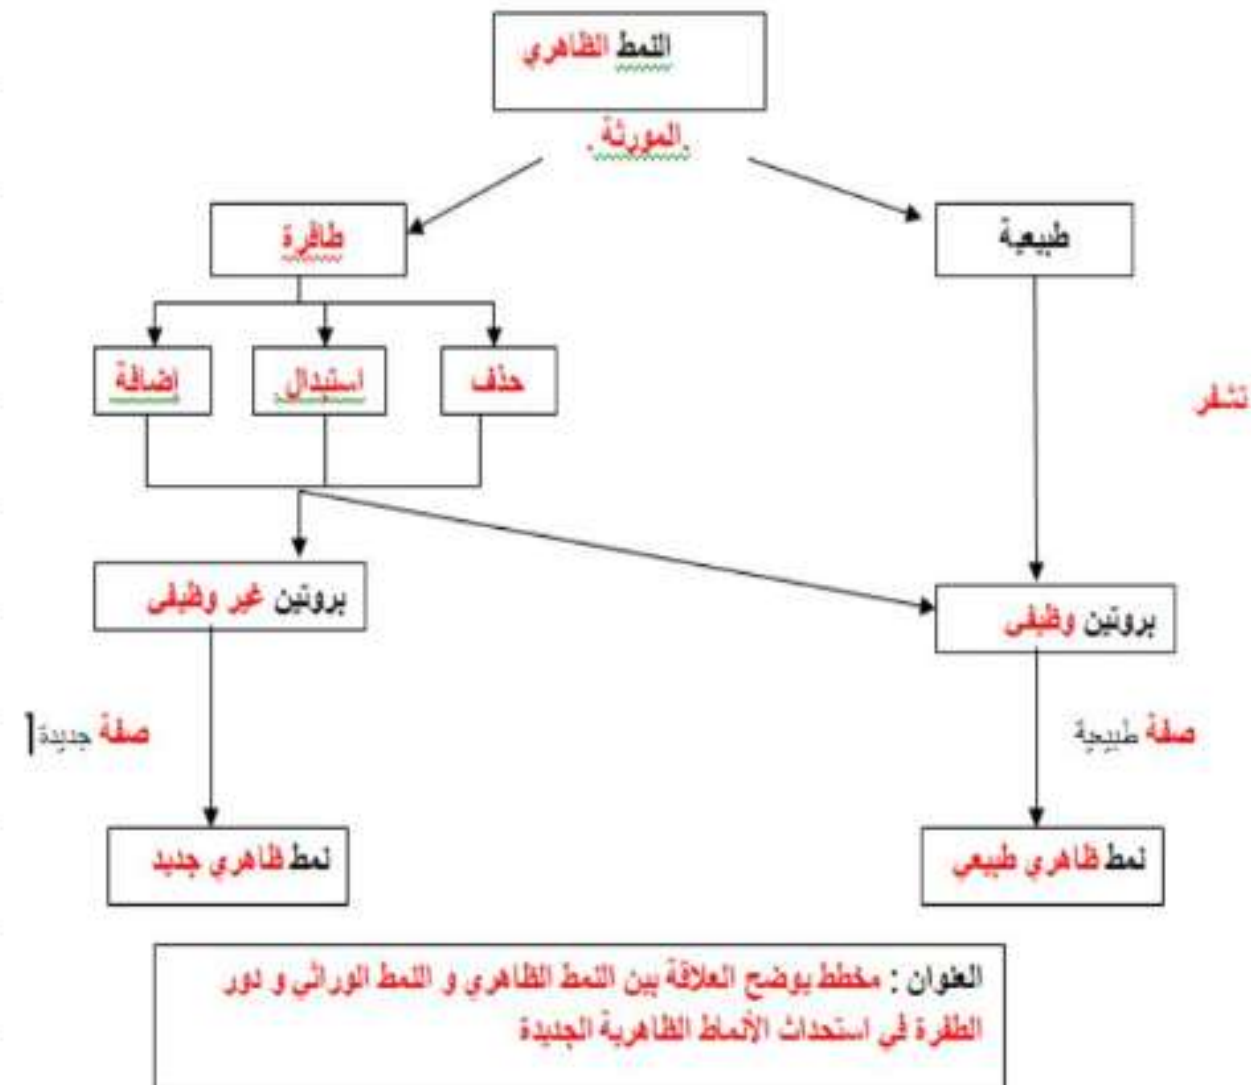 النمط الظاهري
.المورثة .
طبيعية
طافرة
حذف
استبدال.
إضافة
تشفر
بروتين وظيفي
بروتين غير وظيفي
صفة طبيعية
صفة جديدة
نمط ظاهري طبيعي
نمط ظاهري جديد
العنوان : مخطط يوضح العلاقة بين النمط الظاهري و النمط الوراثي و دور
الطفرة في استحداث الأنماط الظاهرية الجديدة